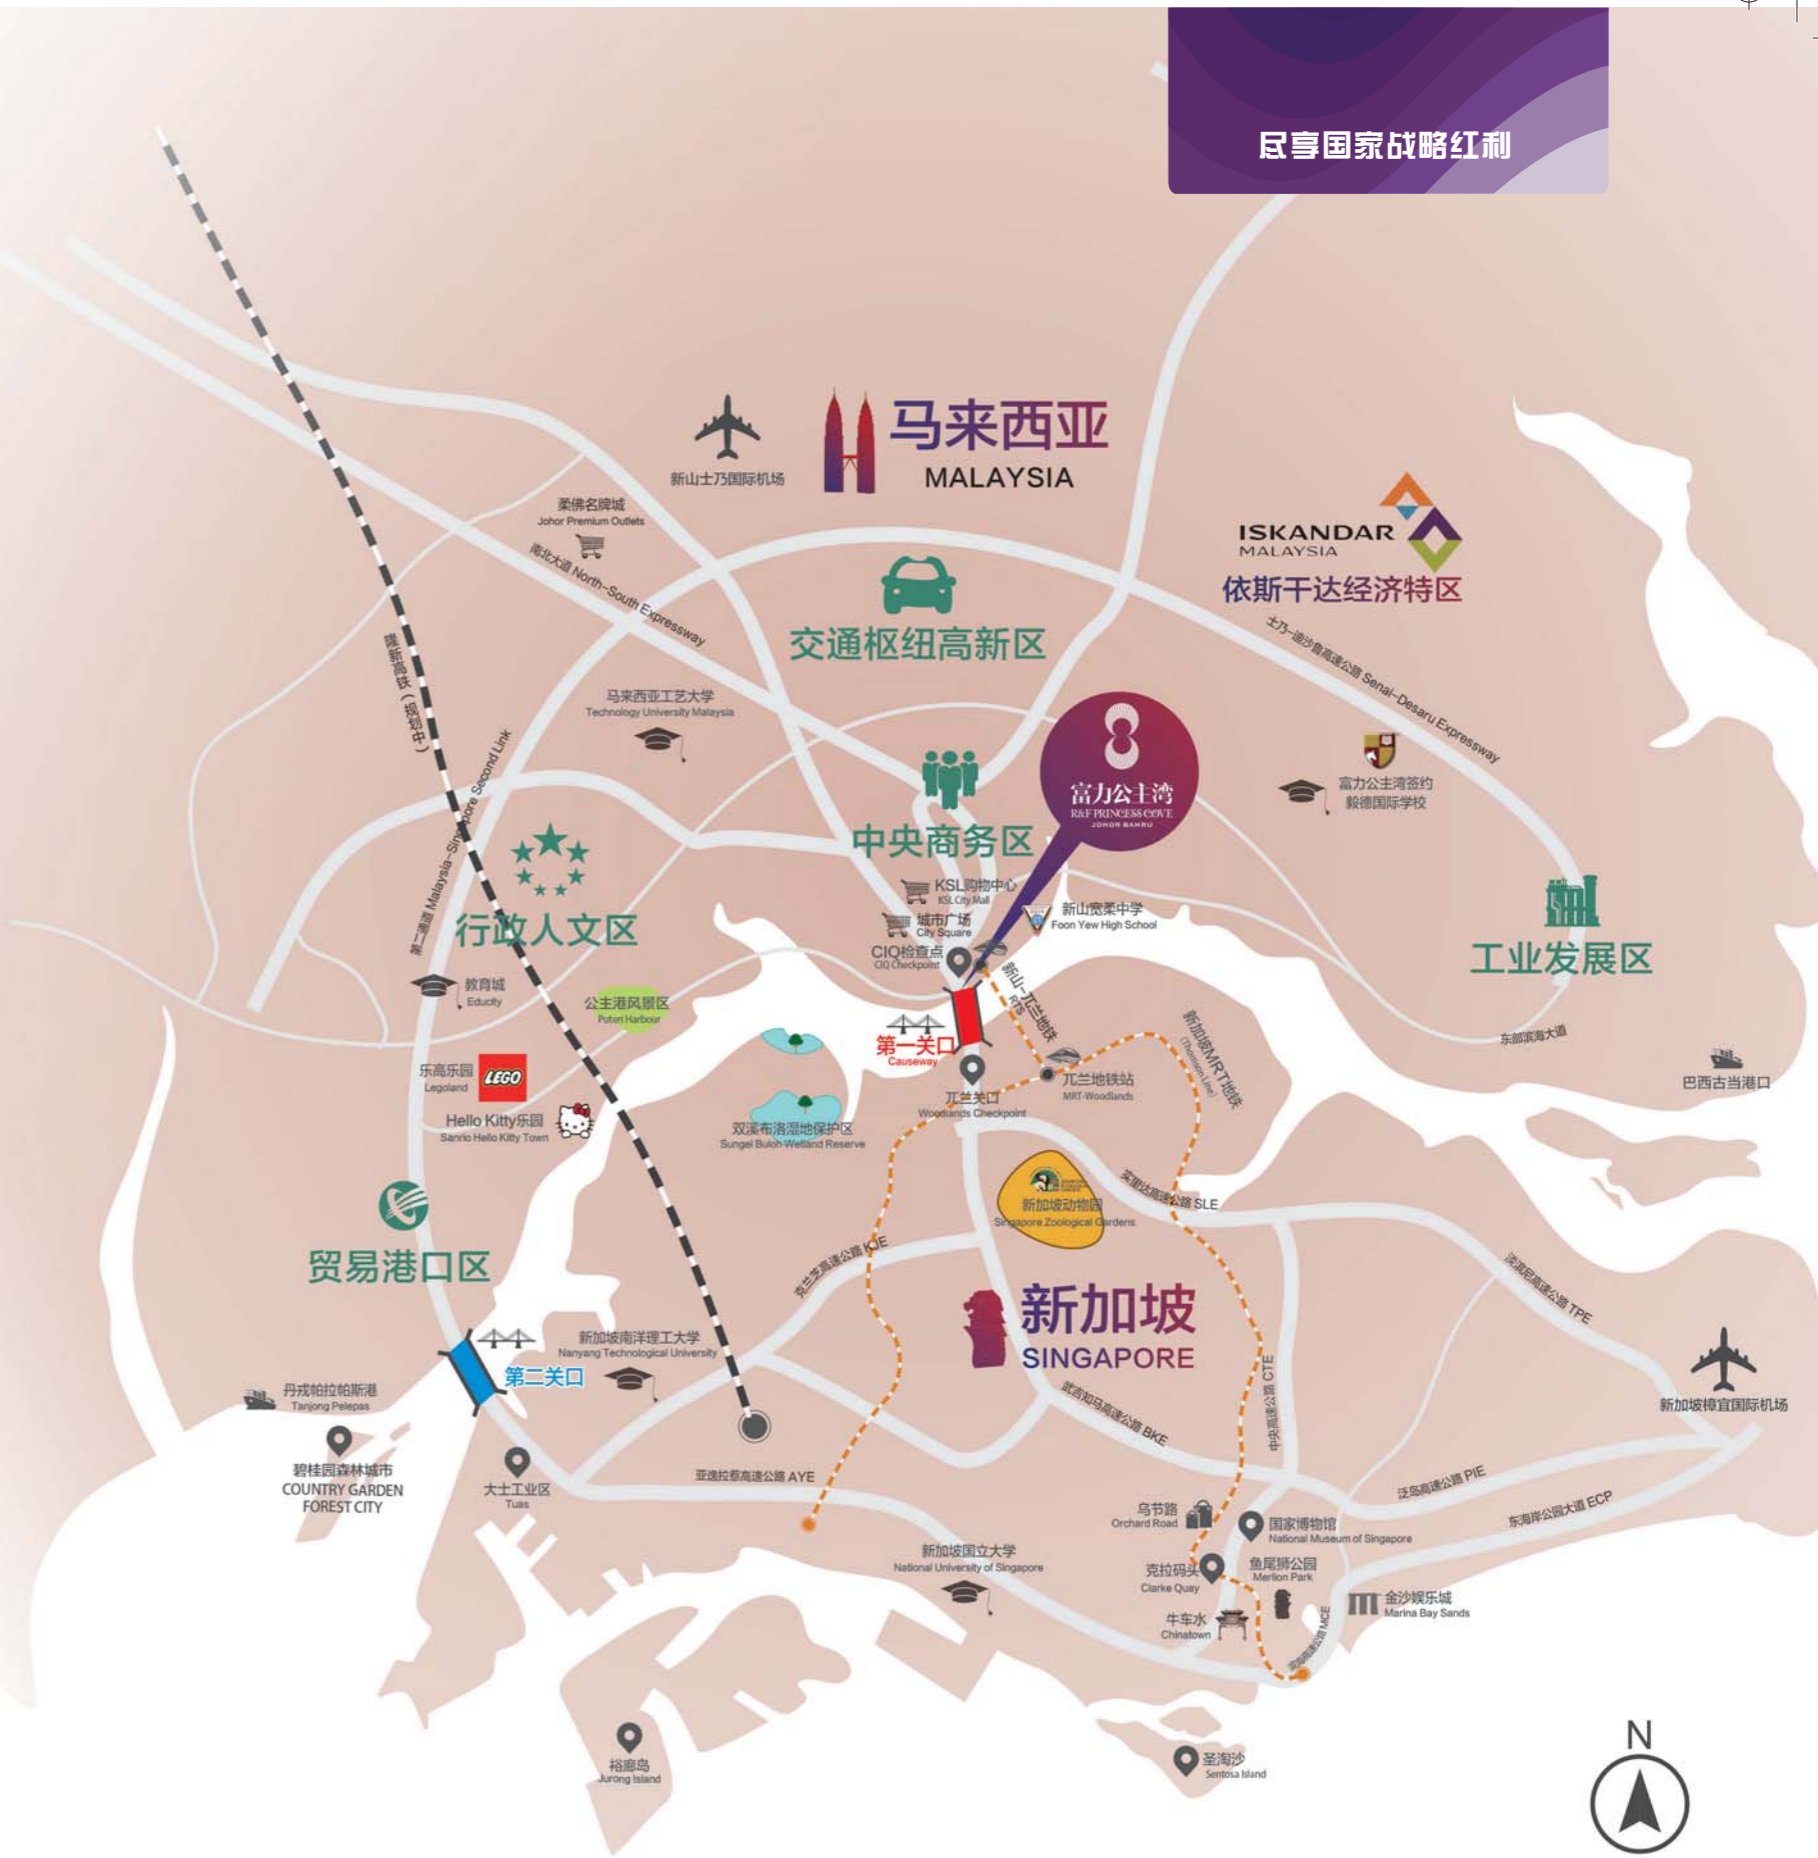 尽享国家战略红利
马来西亚
MALAYSIA
新山士乃国际机场
柔佛名牌城
Johor Premium Outlets
ISKANDAR
MALAYSIA
依斯干达经济特区
南北大道 North-South Expressway
交通枢纽高新区
士乃-迪沙鲁高速公路 Senai-Desaru Expressway
隆新高铁（规划中）
马来西亚工艺大学
Technology University Malaysia
第二通道 Malaysia-Singapore Second Link
富力公主湾
R&F PRINCESS COVE
JOHOR BAHRU
富力公主湾签约
毅德国际学校
中央商务区
行政人文区
KSL购物中心
KSL City Mall
城市广场
City Square
新山宽柔中学
Foon Yew High School
CIQ检查点
CIQ Checkpoint
工业发展区
教育城
Educity
公主港风景区
Puteri Harbour
新山-兀兰地铁
RTS
第一关口
Causeway
新加坡MRT地铁
(Thomson Line)
东部滨海大道
巴西古当港口
乐高乐园
Legoland
LEGO
兀兰地铁站
MRT-Woodlands
兀兰关口
Woodlands Checkpoint
Hello Kitty乐园
Sanrio Hello Kitty Town
双溪布洛湿地保护区
Sungei Buloh Wetland Reserve
新加坡动物园
Singapore Zoological Gardens
实里达高速公路 SLE
贸易港口区
克兰芝高速公路 KJE
淡滨尼高速公路 TPE
新加坡
SINGAPORE
新加坡南洋理工大学
Nanyang Technological University
第二关口
丹戎帕拉帕斯港
Tanjong Pelepas
中央高速公路 CTE
武吉知马高速公路 BKE
新加坡樟宜国际机场
碧桂园森林城市
COUNTRY GARDEN
FOREST CITY
大士工业区
Tuas
亚逸拉惹高速公路 AYE
泛岛高速公路 PIE
东海岸公园大道 ECP
乌节路
Orchard Road
国家博物馆
National Museum of Singapore
新加坡国立大学
National University of Singapore
克拉码头
Clarke Quay
鱼尾狮公园
Merlion Park
金沙娱乐城
Marina Bay Sands
牛车水
Chinatown
滨海高速公路 MCE
裕廊岛
Jurong Island
圣淘沙
Sentosa Island
N